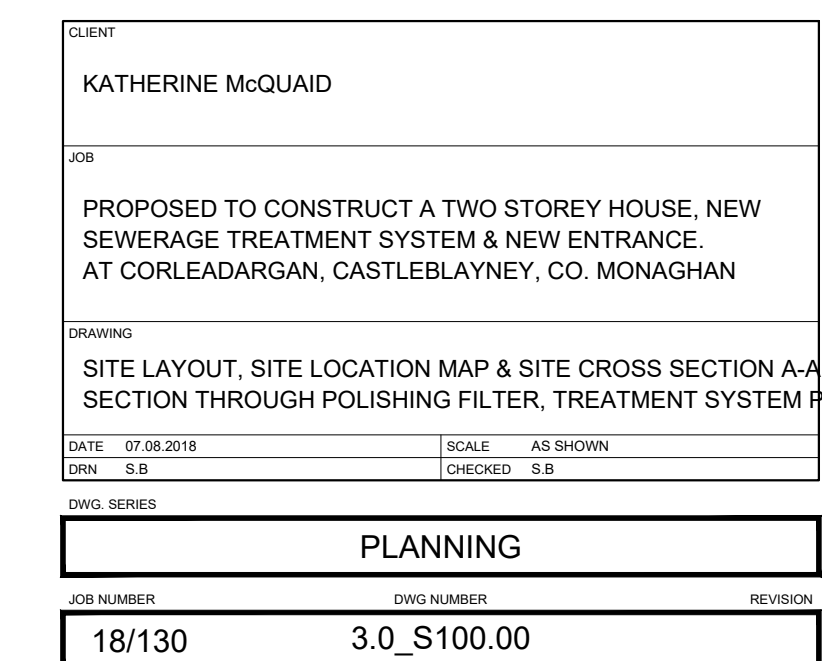 CLIENT
KATHERINE McQUAID
JOB
PROPOSED TO CONSTRUCT A TWO STOREY HOUSE, NEW
SEWERAGE TREATMENT SYSTEM & NEW ENTRANCE.
AT CORLEADARGAN, CASTLEBLAYNEY, CO. MONAGHAN
DRAWING
SITE LAYOUT, SITE LOCATION MAP & SITE CROSS SECTION A-A
SECTION THROUGH POLISHING FILTER, TREATMENT SYSTEM
DATE 07.08.2018 SCALE AS SHOWN
DRN S.B CHECKED S.B
DWG. SERIES
PLANNING
JOB NUMBER DWG NUMBER REVISION
18/130 3.0_S100.00